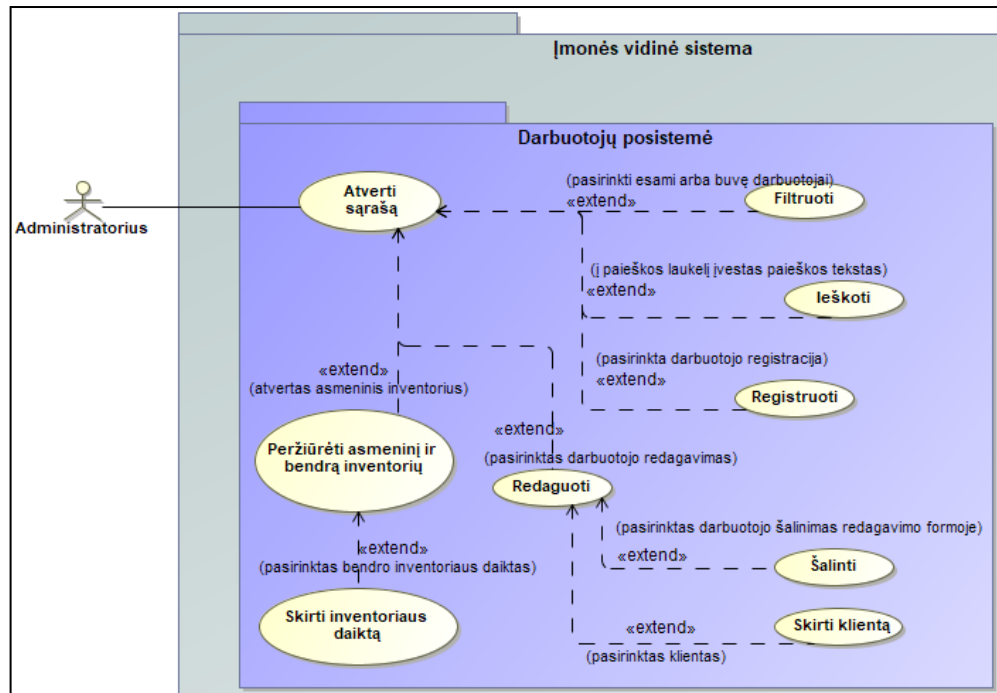 Įmonės vidinė sistema
Darbuotojų posistemė
Administratorius
Atverti
sąrašą
(pasirinkti esami arba buvę darbuotojai)
«extend»
Filtruoti
(į paieškos laukelį įvestas paieškos tekstas)
«extend»
Ieškoti
(pasirinkta darbuotojo registracija)
«extend»
Registruoti
«extend»
(atvertas asmeninis inventorius)
Peržiūrėti asmeninį ir
bendrą inventorių
«extend»
(pasirinktas darbuotojo redagavimas)
Redaguoti
(pasirinktas darbuotojo šalinimas redagavimo formoje)
«extend»
Šalinti
«extend»
(pasirinktas bendro inventoriaus daiktas)
Skirti inventoriaus
daiktą
«extend»
(pasirinktas klientas)
Skirti klientą